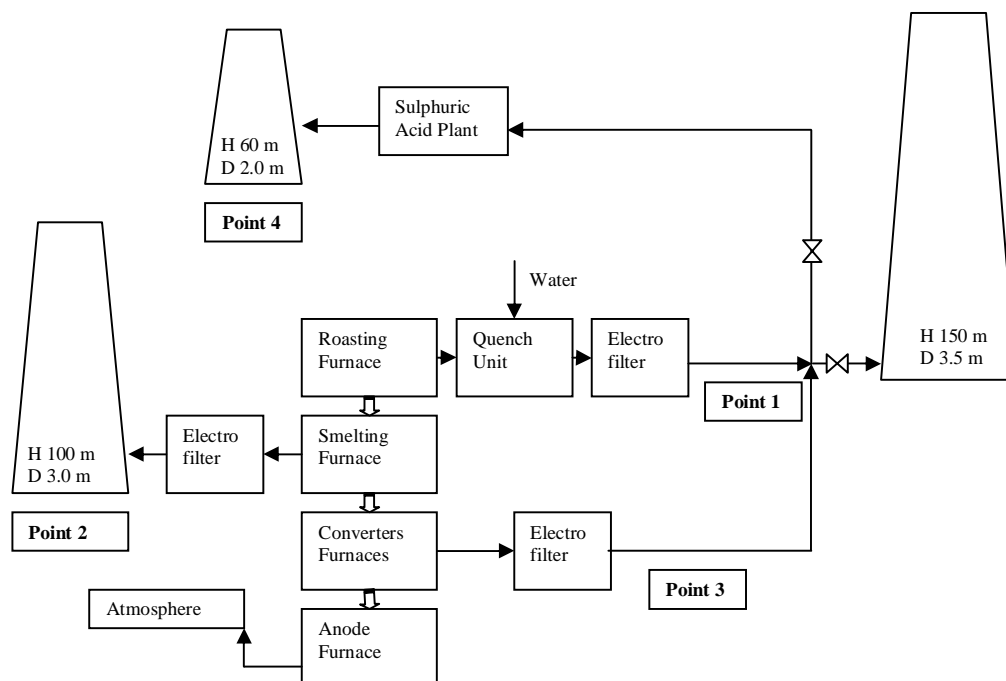 Sulphuric
Acid Plant
H 60 m
D 2.0 m
Point 4
Water
Roasting
Furnace
Quench
Unit
Electro
filter
H 150 m
D 3.5 m
Point 1
Electro
filter
Smelting
Furnace
H 100 m
D 3.0 m
Point 2
Converters
Furnaces
Electro
filter
Point 3
Atmosphere
Anode
Furnace